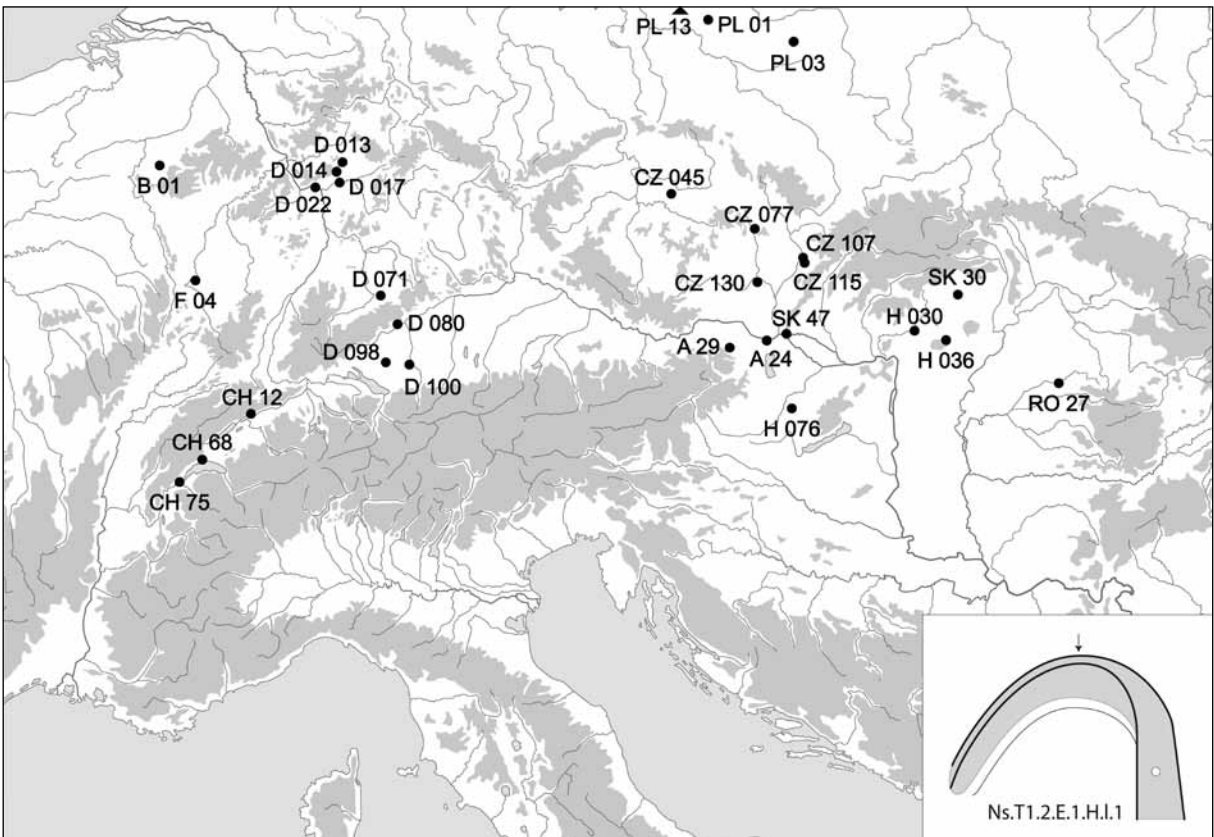 PL 13
PL 01
PL 03
D 013
D 014
D 017
D 022
B 01
CZ 045
CZ 077
CZ 107
CZ 115
CZ 130
F 04
D 071
D 080
SK 30
SK 47
H 030
H 036
A 29
A 24
D 098
D 100
RO 27
CH 12
H 076
CH 68
CH 75
Ns.T1.2.E.1.H.l.1